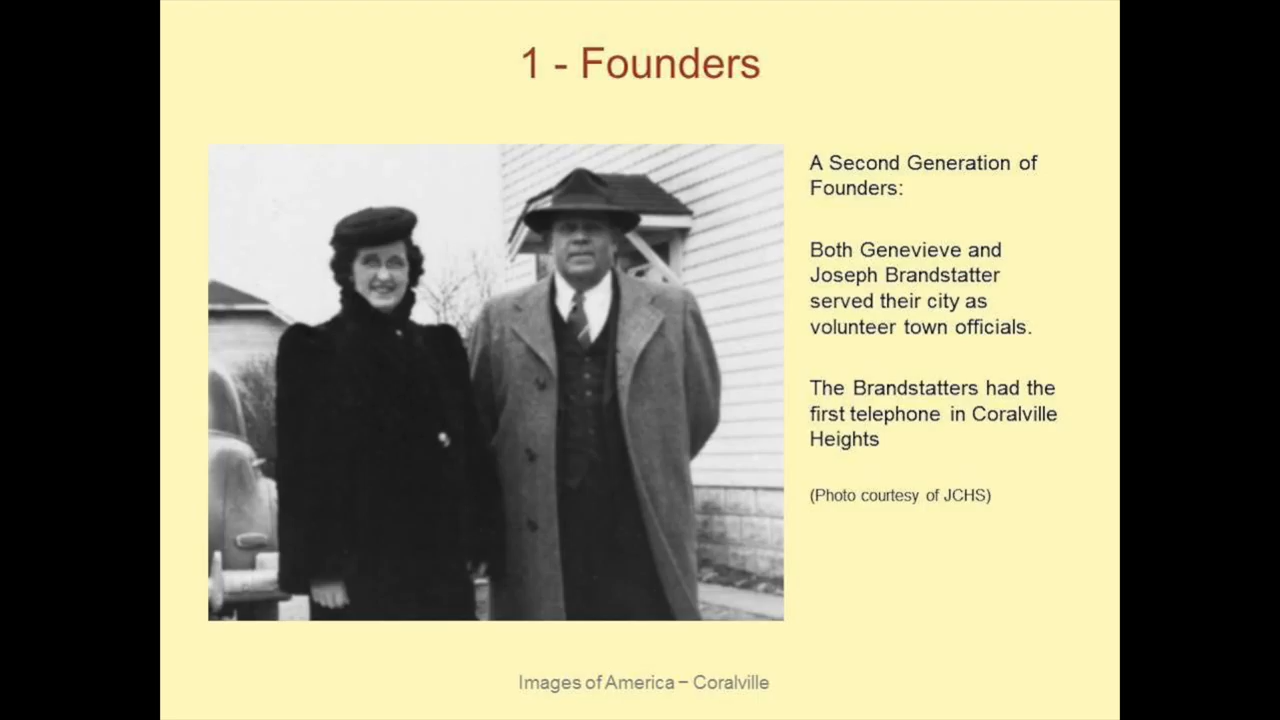 1 - Founders
A Second Generation of
Founders:
Both Genevieve and
Joseph Brandstatter
served their city as
volunteer town officials.
The Brandstatters had the
first telephone in Coralville
Heights
(Photo courtesy of JCHS)
Images of America – Coralville